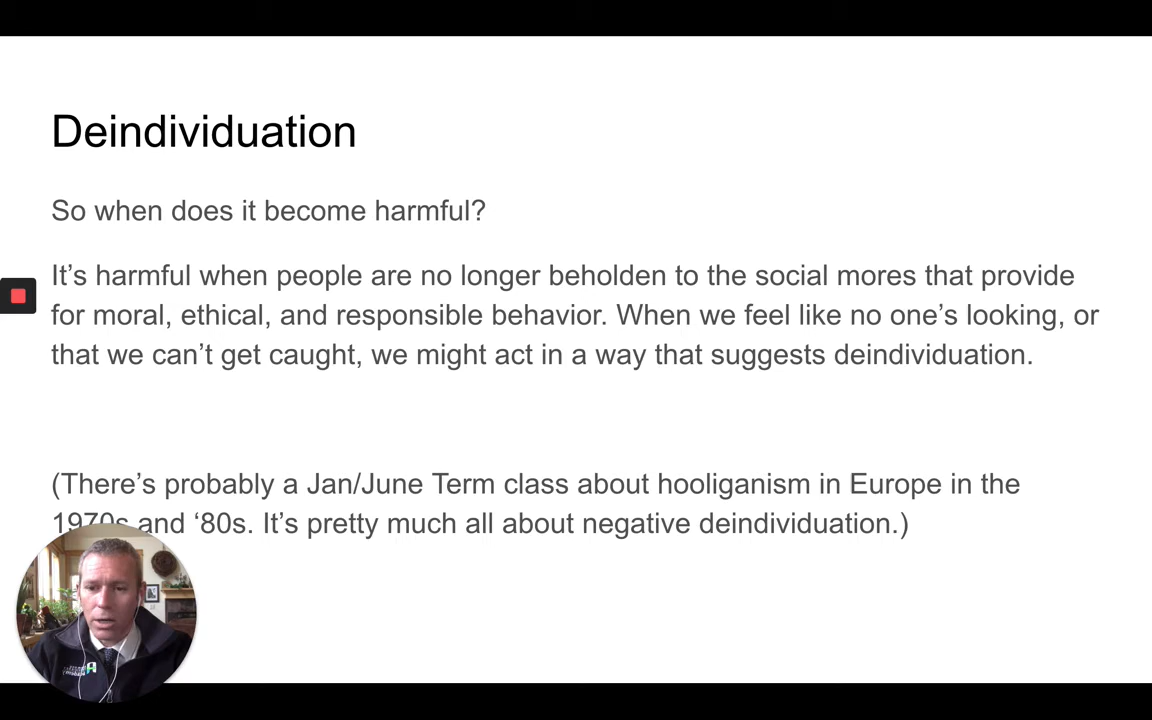 Deindividuation
So when does it become harmful?
It’s harmful when people are no longer beholden to the social mores that provide
for moral, ethical, and responsible behavior. When we feel like no one’s looking, or
that we can’t get caught, we might act in a way that suggests deindividuation.
(There’s probably a Jan/June Term class about hooliganism in Europe in the
1970s and ‘80s. It’s pretty much all about negative deindividuation.)